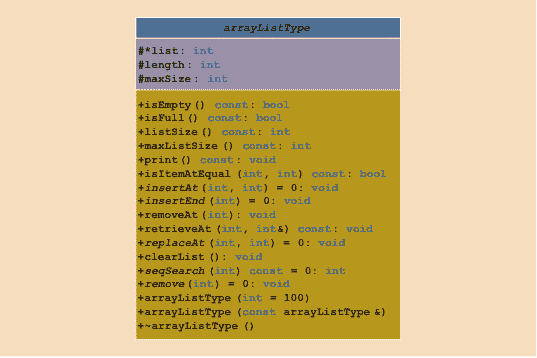 arrayListType
#*list: int
#length: int
#maxSize: int
+isEmpty() const: bool
+isFull() const: bool
+listSize() const: int
+maxListSize() const: int
+print() const: void
+isItemAtEqual(int, int) const: bool
+insertAt(int, int) = 0: void
+insertEnd(int) = 0: void
+removeAt(int): void
+retrieveAt(int, int&) const: void
+replaceAt(int, int) = 0: void
+clearList(): void
+seqSearch(int) const = 0: int
+remove(int) = 0: void
+arrayListType(int = 100)
+arrayListType(const arrayListType&)
+~arrayListType()